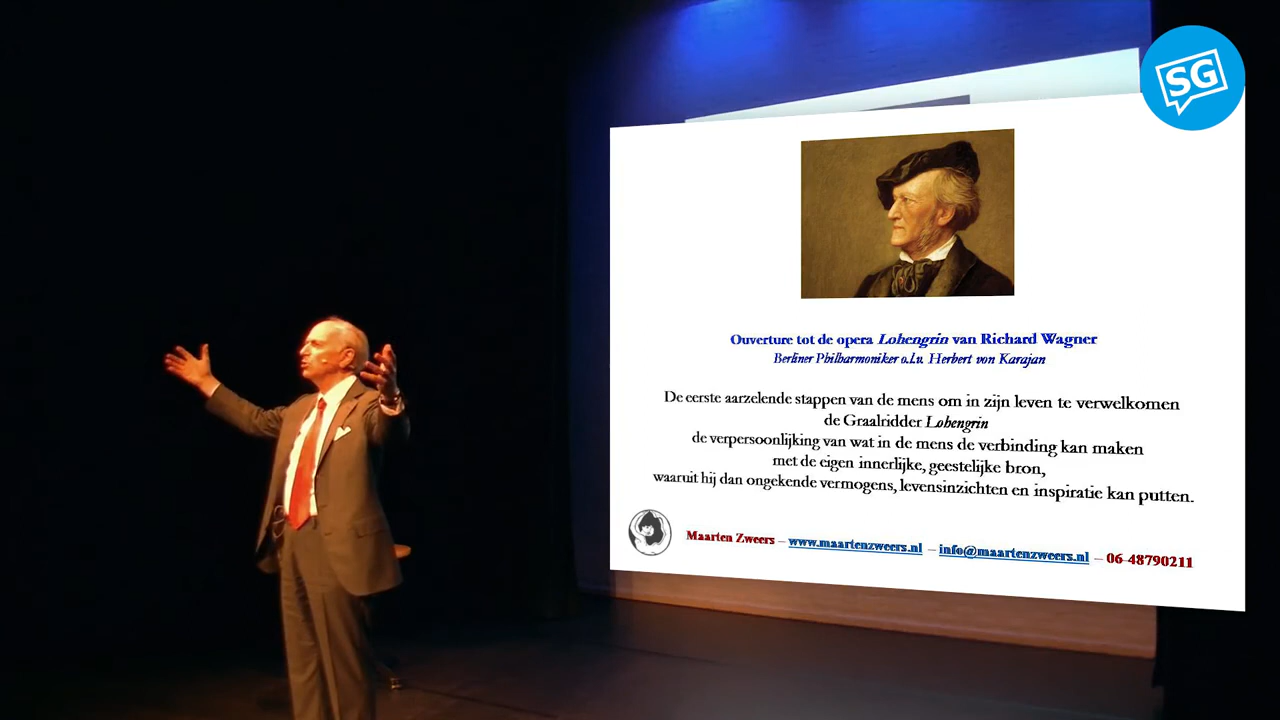 SG
Ouverture tot de opera Lohengrin van Richard Wagner
Berliner Philharmoniker o.l.v. Herbert von Karajan
De eerste aarzelende stappen van de mens om in zijn leven te verwelkomen
de Graalridder Lohengrin
de verpersoonlijking van wat in de mens de verbinding kan maken
met de eigen innerlijke, geestelijke bron,
waaruit hij dan ongekende vermogens, levensinzichten en inspiratie kan putten.
Maarten Zweers – www.maartenzweers.nl – info@maartenzweers.nl – 06-48790211